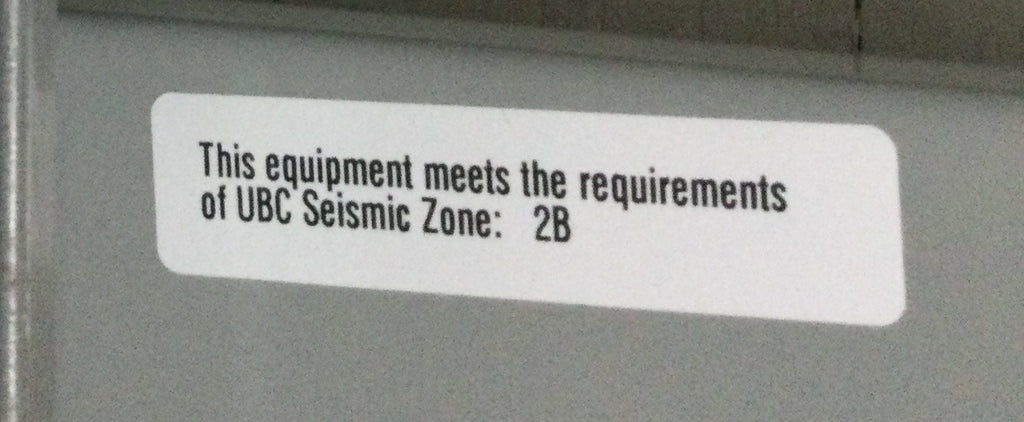 This equipment meets the requirements
of UBC Seismic Zone: 2B